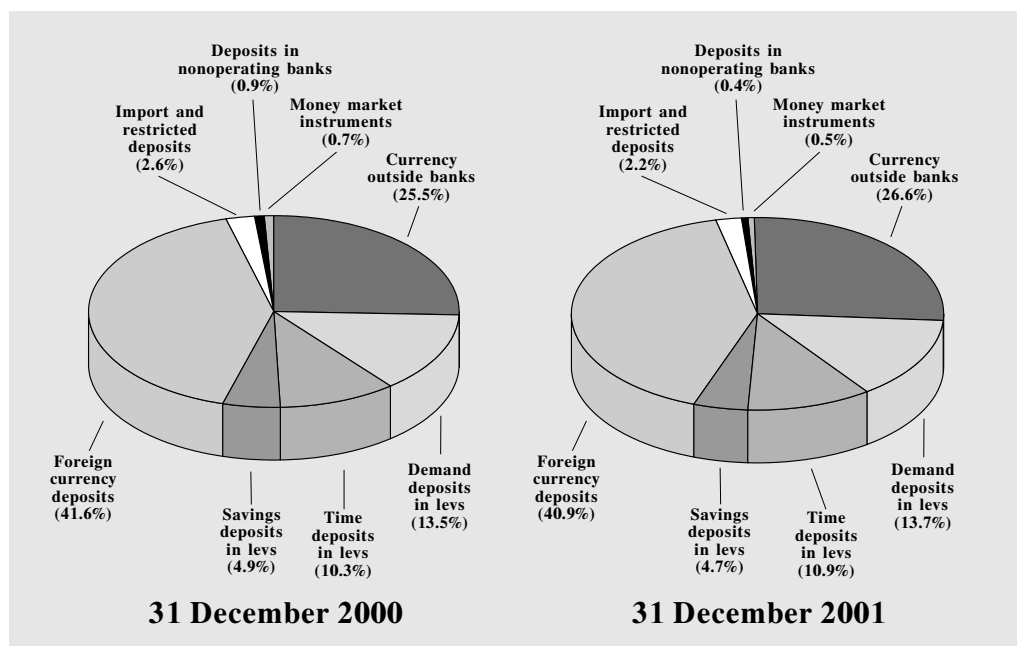 Deposits in
nonoperating banks
(0.9%)
Money market
instruments
(0.7%)
Import and
restricted
deposits
(2.6%)
Currency
outside banks
(25.5%)
Foreign
currency
deposits
(41.6%)
Savings
deposits
in levs
(4.9%)
Time
deposits
in levs
(10.3%)
Demand
deposits
in levs
(13.5%)
31 December 2000
Deposits in
nonoperating banks
(0.4%)
Money market
instruments
(0.5%)
Import and
restricted
deposits
(2.2%)
Currency
outside banks
(26.6%)
Foreign
currency
deposits
(40.9%)
Savings
deposits
in levs
(4.7%)
Time
deposits
in levs
(10.9%)
Demand
deposits
in levs
(13.7%)
31 December 2001